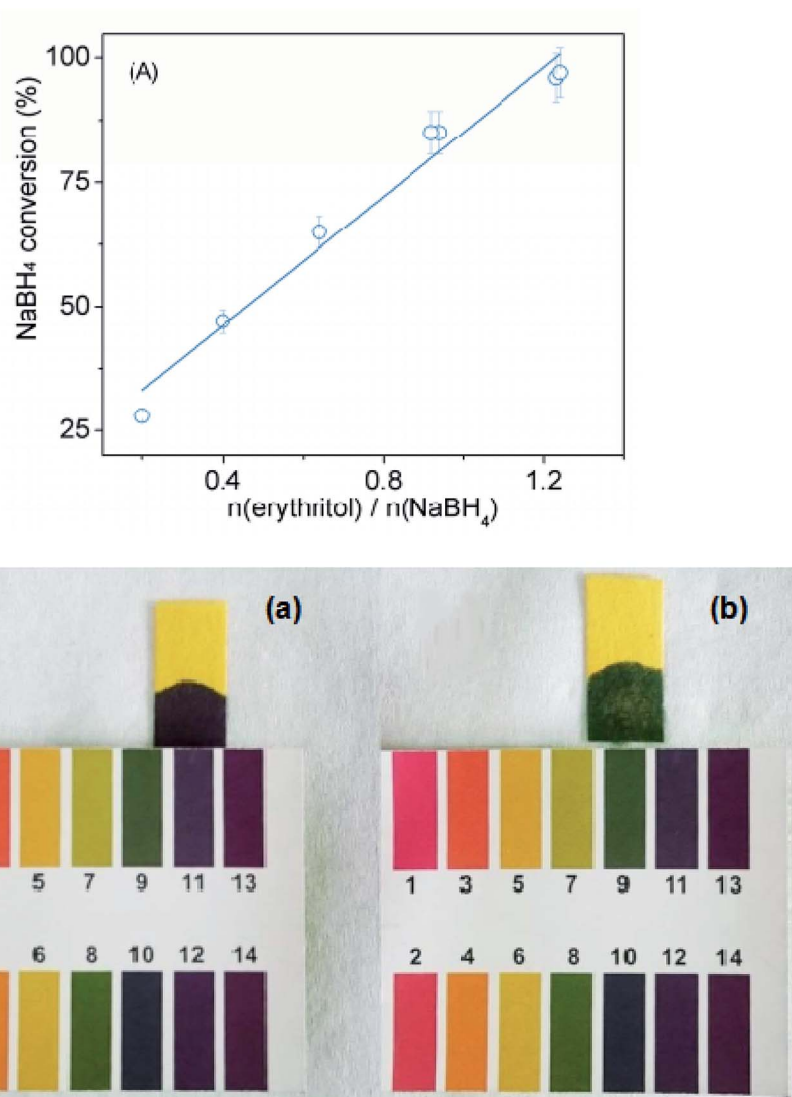 (A)
100
75
50
25
NaBH₄ conversion (%)
0.4 0.8 1.2
n(erythritol) / n(NaBH₄)
(a)
5 7 9 11 13
6 8 10 12 14
(b)
1 3 5 7 9 11 13
2 4 6 8 10 12 14